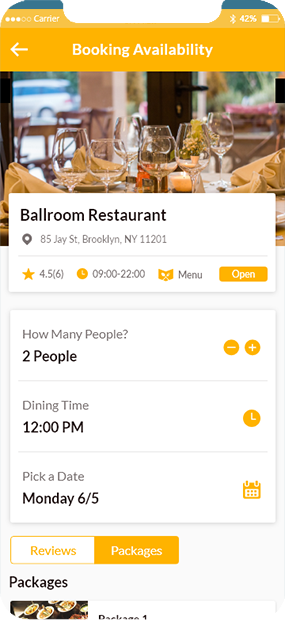 Carrier 42%
Booking Availability
Ballroom Restaurant
85 Jay St, Brooklyn, NY 11201
4.5(6) 09:00-22:00 Menu Open
How Many People?
2 People
Dining Time
12:00 PM
Pick a Date
Monday 6/5
Reviews Packages
Packages
Package 1